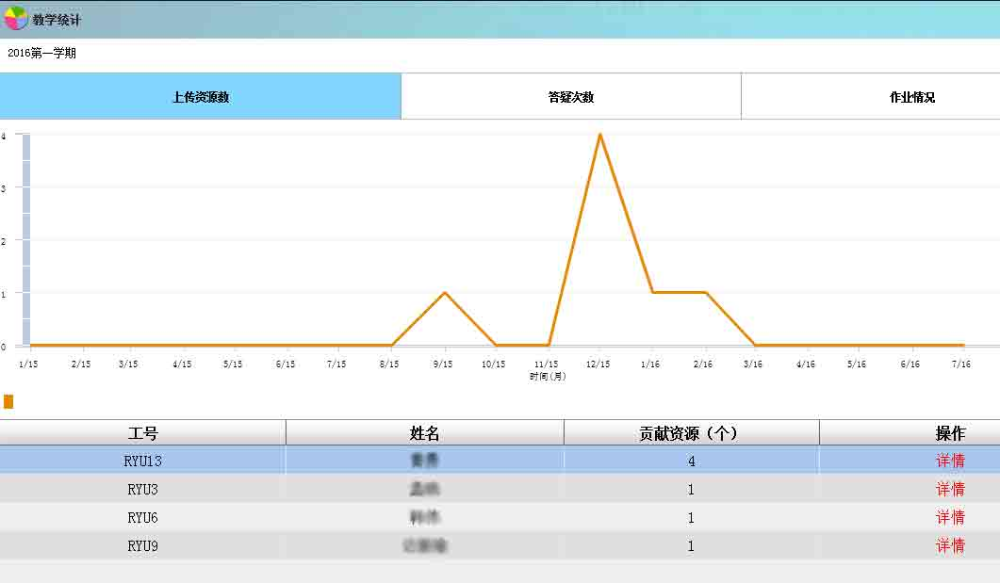 教学统计
2016第一学期
上传资源数 答疑次数 作业情况
4
3
2
1
0
1/15 2/15 3/15 4/15 5/15 6/15 7/15 8/15 9/15 10/15 11/15 12/15 1/16 2/16 3/16 4/16 5/16 6/16 7/16
时间(月)
工号 姓名 贡献资源（个） 操作
RYU13 4 详情
RYU3 1 详情
RYU6 1 详情
RYU9 1 详情